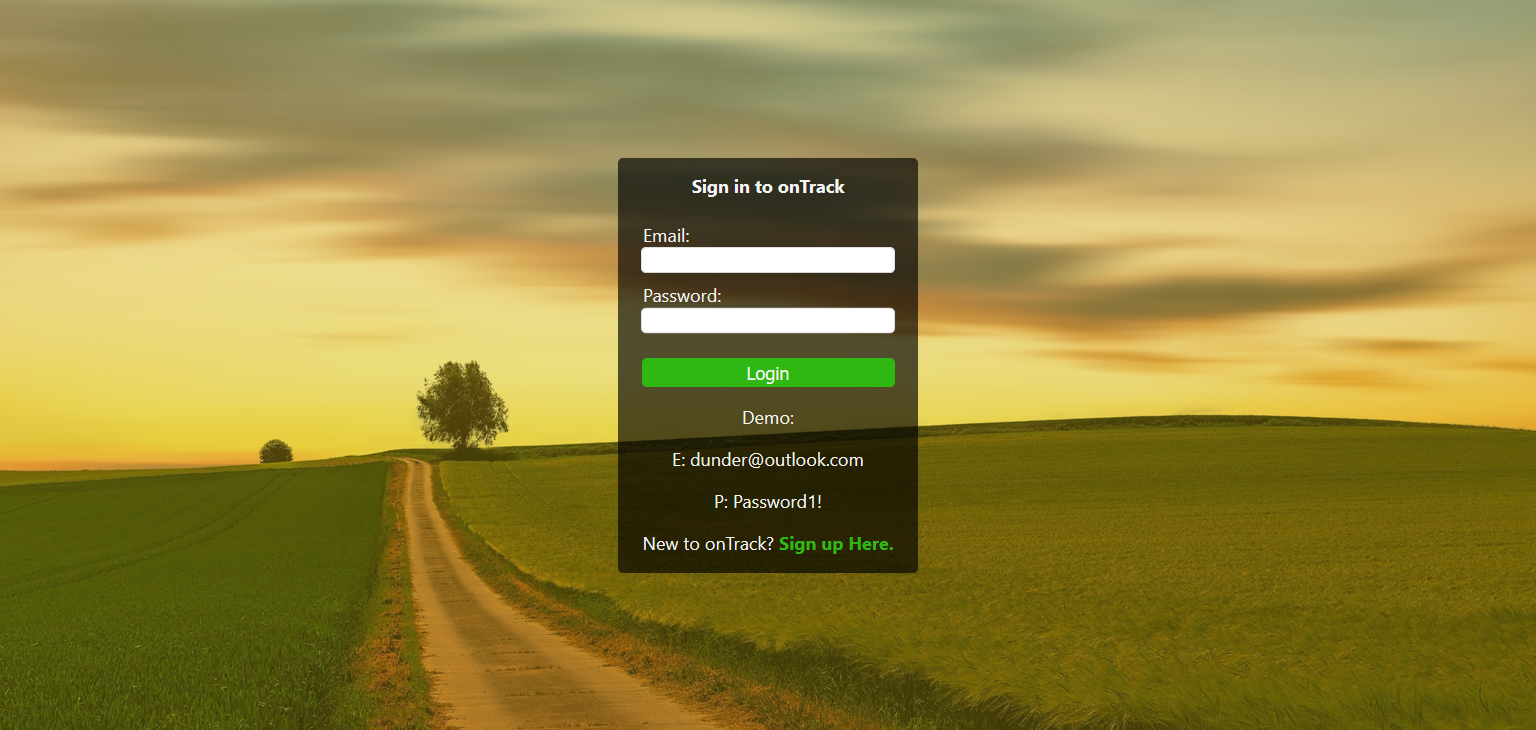 Sign in to onTrack
Email:
Password:
Login
Demo:
E: dunder@outlook.com
P: Password1!
New to onTrack? Sign up Here.